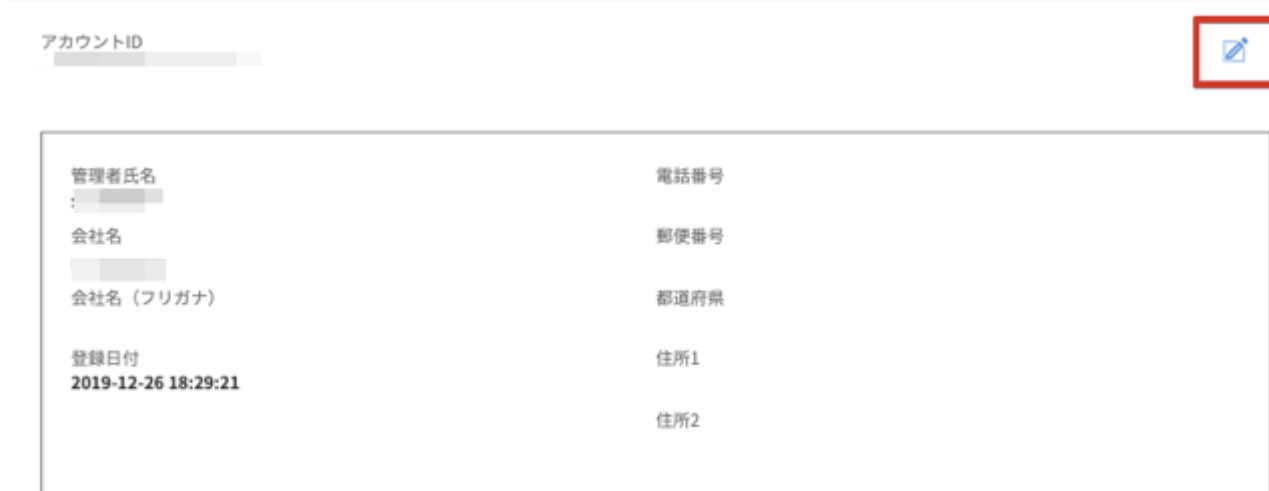 アカウントID
管理者氏名
会社名
会社名（フリガナ）
登録日付
2019-12-26 18:29:21
電話番号
郵便番号
都道府県
住所1
住所2